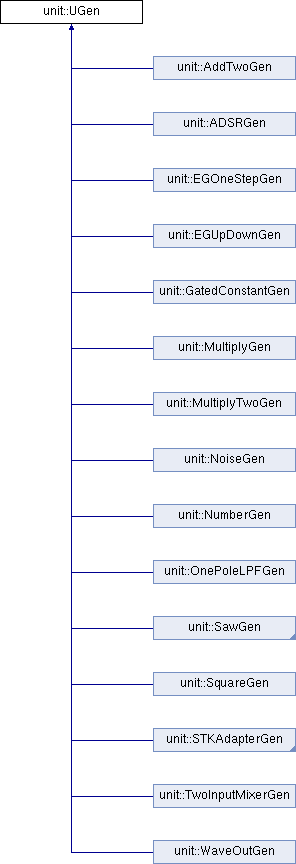 unit::UGen
unit::AddTwoGen
unit::ADSRGen
unit::EGOneStepGen
unit::EGUpDownGen
unit::GatedConstantGen
unit::MultiplyGen
unit::MultiplyTwoGen
unit::NoiseGen
unit::NumberGen
unit::OnePoleLPFGen
unit::SawGen
unit::SquareGen
unit::STKAdapterGen
unit::TwoInputMixerGen
unit::WaveOutGen